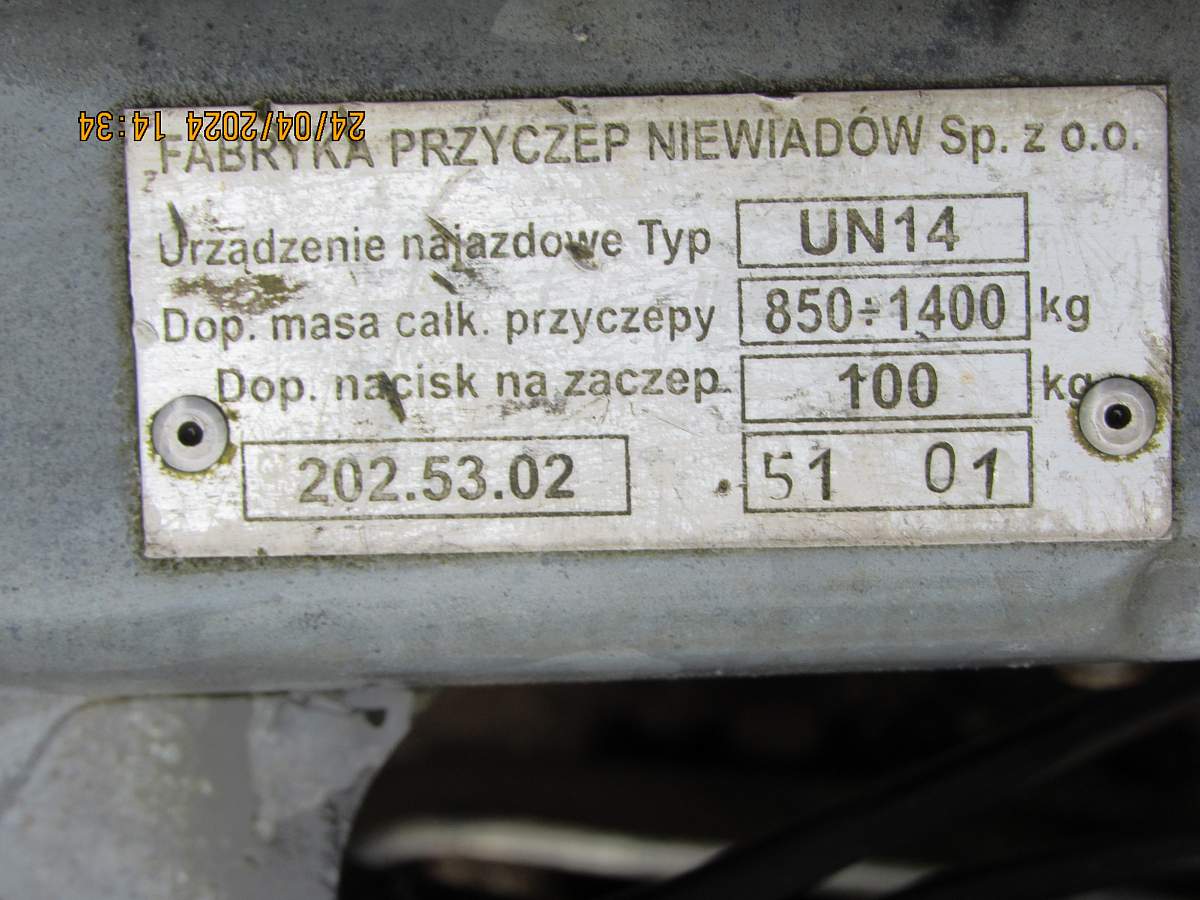 24/04/2024 14:34
FABRYKA PRZYCZEP NIEWIADÓW Sp. z o.o.
Urządzenie najazdowe Typ UN14
Dop. masa całk. przyczepy 850÷1400 kg
Dop. nacisk na zaczep 100 kg
202.53.02 51 01